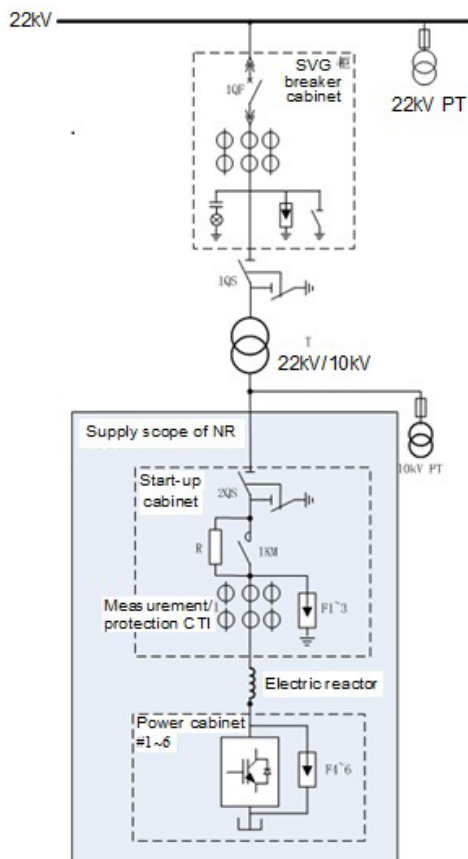 22kV
SVG 柜
breaker
cabinet
1QF
22kV PT
1QS
T
22kV/10kV
Supply scope of NR
10kV PT
Start-up
cabinet
2QS
R
1KM
Measurement/
protection CTI
F1~3
Electric reactor
Power cabinet
#1~6
F4~6